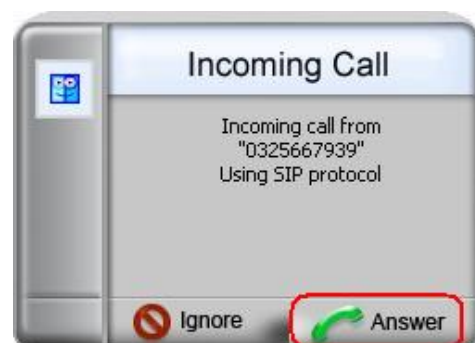 Incoming Call
Incoming call from
"0325667939"
Using SIP protocol
Ignore
Answer